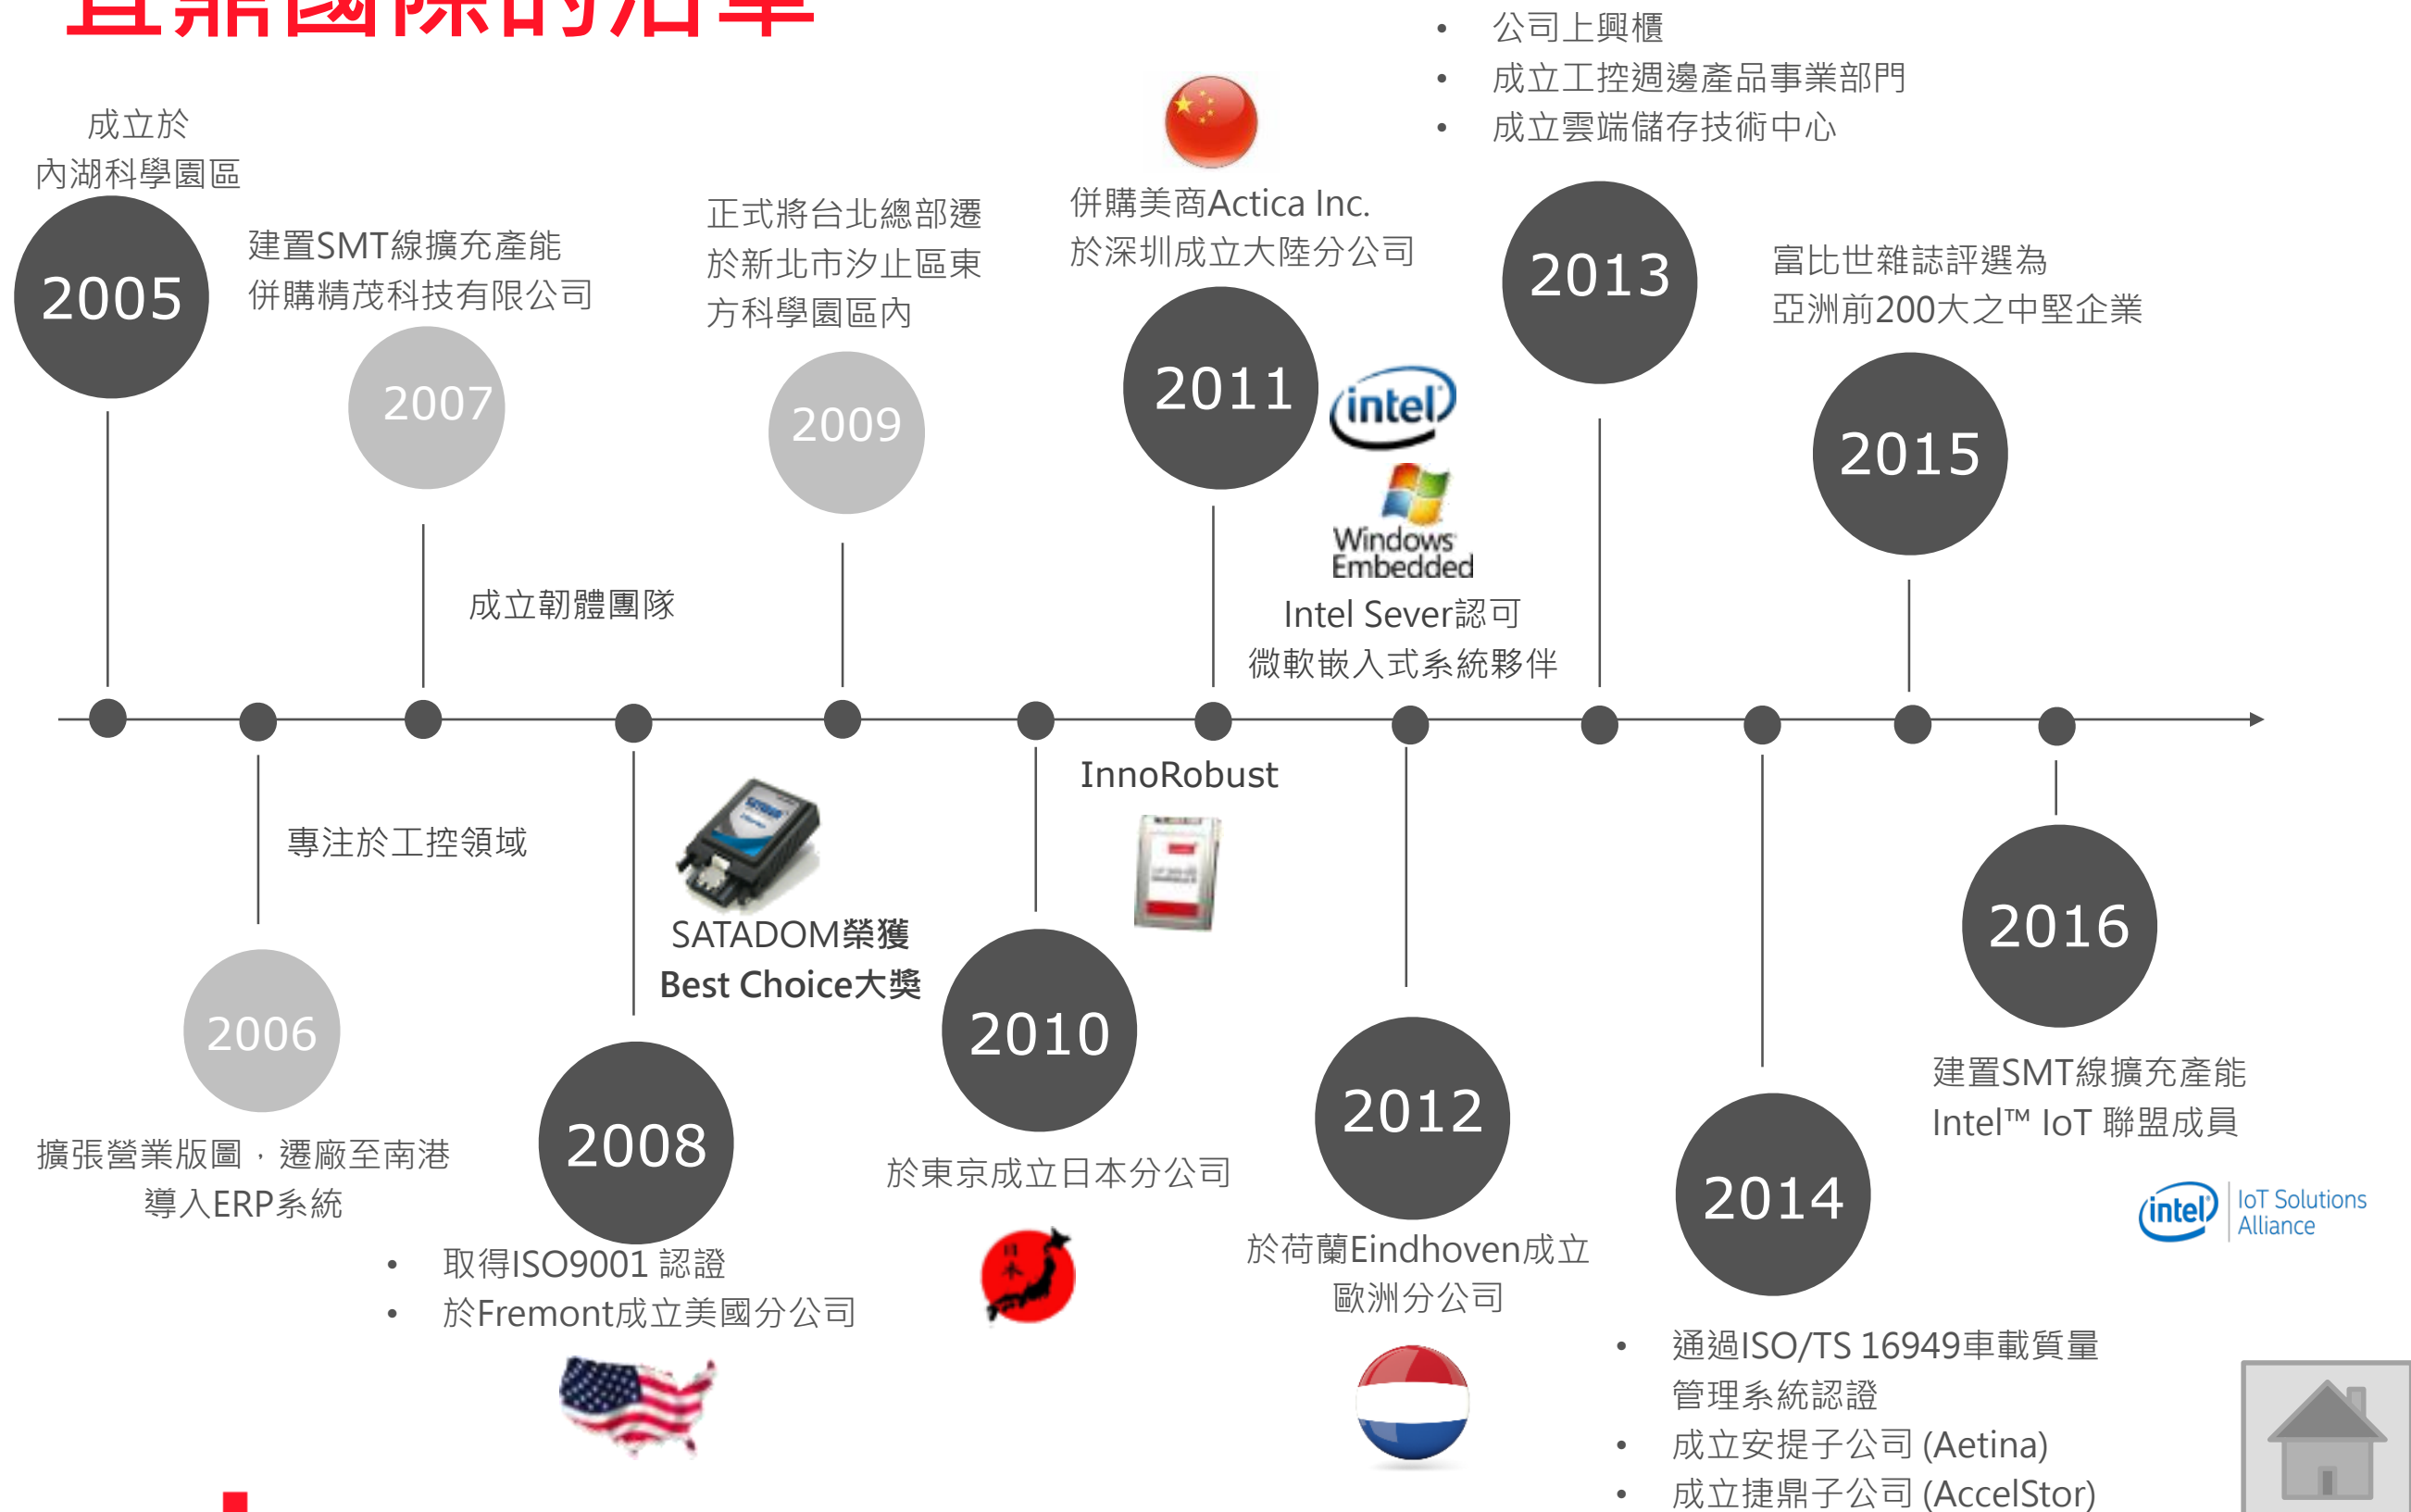 宜鼎國際的沿革
公司上興櫃
成立工控週邊產品事業部門
成立雲端儲存技術中心
成立於
內湖科學園區
2005
建置SMT線擴充產能
併購精茂科技有限公司
2007
正式將台北總部遷
於新北市汐止區東
方科學園區內
2009
併購美商Actica Inc.
於深圳成立大陸分公司
2011
intel
Windows
Embedded
Intel Sever認可
微軟嵌入式系統夥伴
2013
富比世雜誌評選為
亞洲前200大之中堅企業
2015
成立韌體團隊
專注於工控領域
2006
擴張營業版圖，遷廠至南港
導入ERP系統
SATADOM榮獲
Best Choice大獎
2008
取得ISO9001 認證
於Fremont成立美國分公司
InnoRobust
2010
於東京成立日本分公司
日
本
2012
於荷蘭Eindhoven成立
歐洲分公司
2014
通過ISO/TS 16949車載質量
管理系統認證
成立安提子公司 (Aetina)
成立捷鼎子公司 (AccelStor)
2016
建置SMT線擴充產能
Intel™ IoT 聯盟成員
intel
IoT Solutions
Alliance